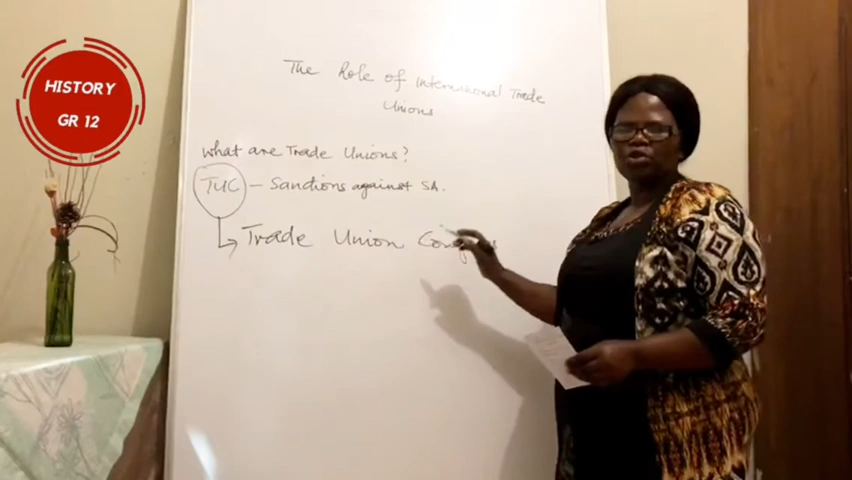 HISTORY
GR 12
The Role of International Trade
Unions
what are Trade Unions?
TUC - Sanctions against SA.
Trade Union